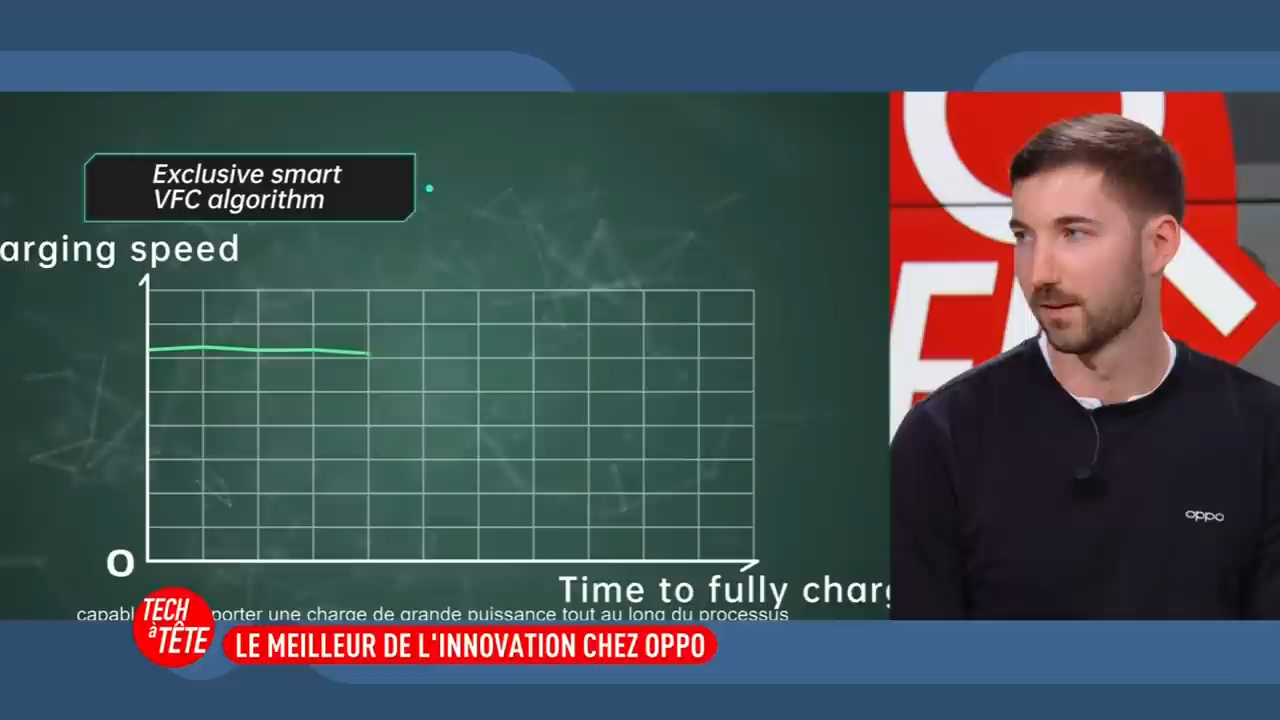 Exclusive smart
VFC algorithm
arging speed
O
Time to fully charg
capabl porter une charge de grande puissance tout au long du processus
TECH
à TÊTE
LE MEILLEUR DE L'INNOVATION CHEZ OPPO
oppo